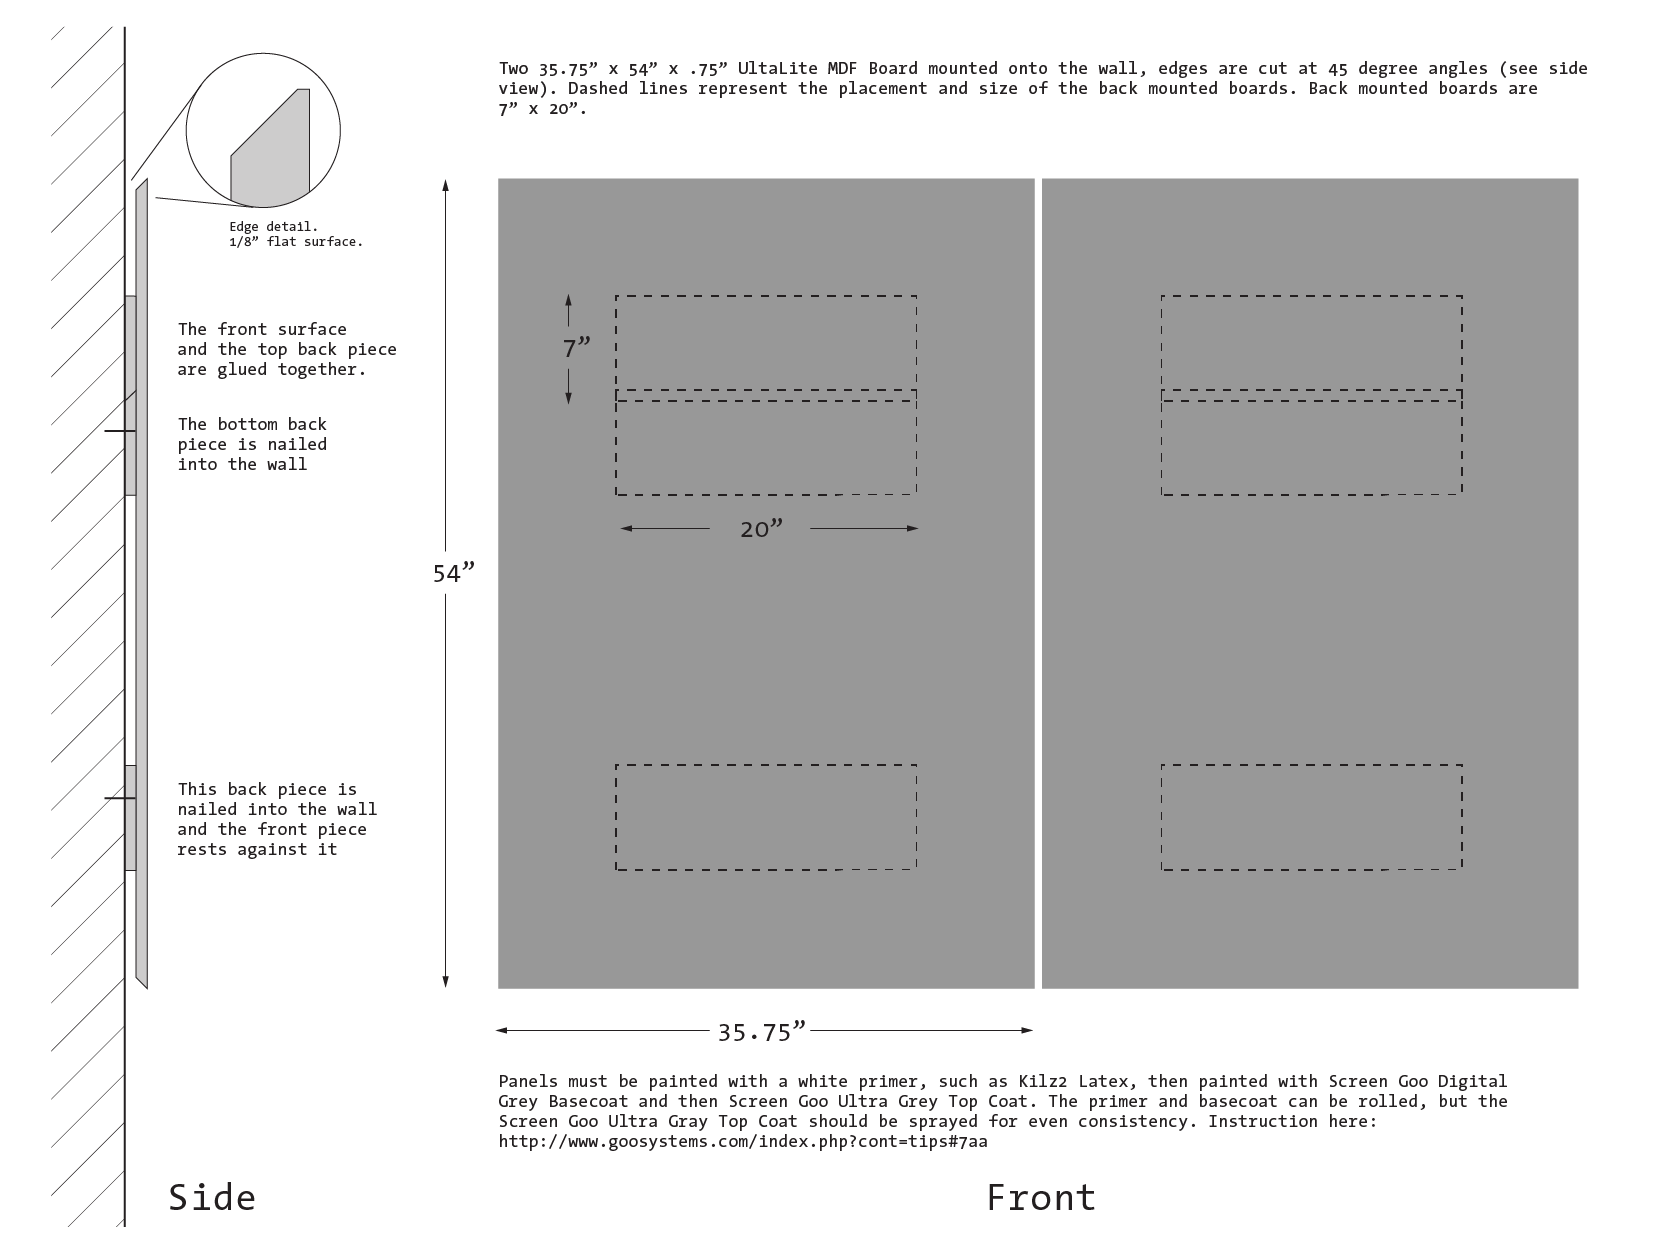 Two 35.75” x 54” x .75” UltaLite MDF Board mounted onto the wall, edges are cut at 45 degree angles (see side
view). Dashed lines represent the placement and size of the back mounted boards. Back mounted boards are
7” x 20”.
Edge detail.
1/8” flat surface.
The front surface
and the top back piece
are glued together.
The bottom back
piece is nailed
into the wall
This back piece is
nailed into the wall
and the front piece
rests against it
54”
7”
20”
35.75”
Panels must be painted with a white primer, such as Kilz2 Latex, then painted with Screen Goo Digital
Grey Basecoat and then Screen Goo Ultra Grey Top Coat. The primer and basecoat can be rolled, but the
Screen Goo Ultra Gray Top Coat should be sprayed for even consistency. Instruction here:
http://www.goosystems.com/index.php?cont=tips#7aa
Side
Front